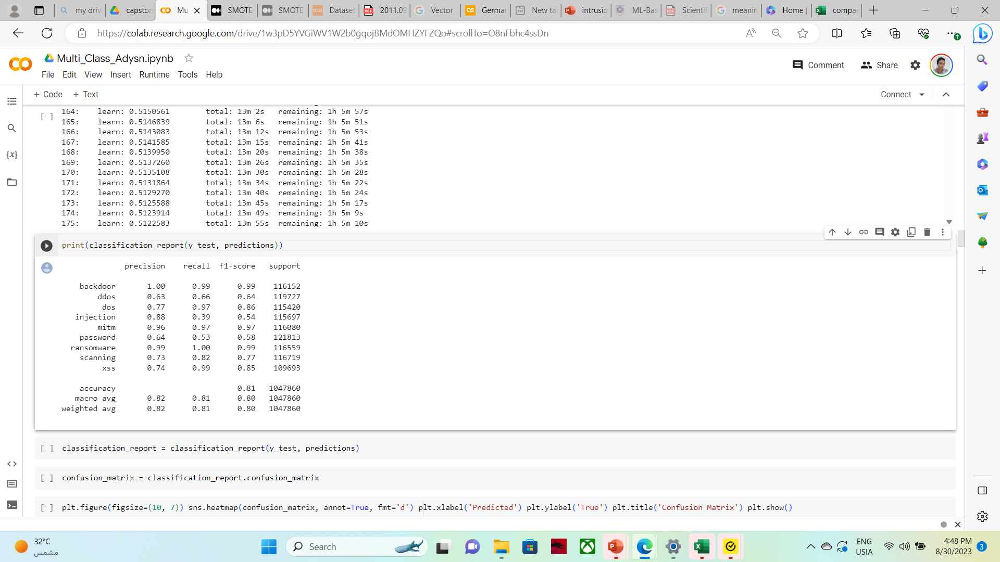 my driv
capston
Mu
SMOTE-
SMOTE
DCD
Dataset
PDF
2011.09
Vector I
QS
German
New ta
intrusio
ML-Bas
PDF
Scientif
meanin
Home |
compar
https://colab.research.google.com/drive/1w3pD5YVGiWV1W2b0gqojBMdOMHZYFZQo#scrollTo=O8nFbhc4ssDn
Multi_Class_Adysn.ipynb
Comment
Share
File Edit View Insert Runtime Tools Help
+ Code + Text
Connect
[ ]
164: learn: 0.5150561 total: 13m 2s remaining: 1h 5m 57s
165: learn: 0.5146839 total: 13m 6s remaining: 1h 5m 51s
166: learn: 0.5143083 total: 13m 12s remaining: 1h 5m 53s
167: learn: 0.5141585 total: 13m 15s remaining: 1h 5m 41s
168: learn: 0.5139950 total: 13m 20s remaining: 1h 5m 38s
169: learn: 0.5137260 total: 13m 26s remaining: 1h 5m 35s
170: learn: 0.5135108 total: 13m 30s remaining: 1h 5m 28s
171: learn: 0.5131864 total: 13m 34s remaining: 1h 5m 22s
172: learn: 0.5129270 total: 13m 40s remaining: 1h 5m 24s
173: learn: 0.5125588 total: 13m 45s remaining: 1h 5m 17s
174: learn: 0.5123914 total: 13m 49s remaining: 1h 5m 9s
175: learn: 0.5122583 total: 13m 55s remaining: 1h 5m 10s
print(classification_report(y_test, predictions))
precision recall f1-score support
backdoor 1.00 0.99 0.99 116152
ddos 0.63 0.66 0.64 119727
dos 0.77 0.97 0.86 115420
injection 0.88 0.39 0.54 115697
mitm 0.96 0.97 0.97 116080
password 0.64 0.53 0.58 121813
ransomware 0.99 1.00 0.99 116559
scanning 0.73 0.82 0.77 116719
xss 0.74 0.99 0.85 109693
accuracy 0.81 1047860
macro avg 0.82 0.81 0.80 1047860
weighted avg 0.82 0.81 0.80 1047860
[ ] classification_report = classification_report(y_test, predictions)
[ ] confusion_matrix = classification_report.confusion_matrix
[ ] plt.figure(figsize=(10, 7)) sns.heatmap(confusion_matrix, annot=True, fmt='d') plt.xlabel('Predicted') plt.ylabel('True') plt.title('Confusion Matrix') plt.show()
{x}
32°C
مشمس
Search
ENG
USIA
4:48 PM
8/30/2023
3